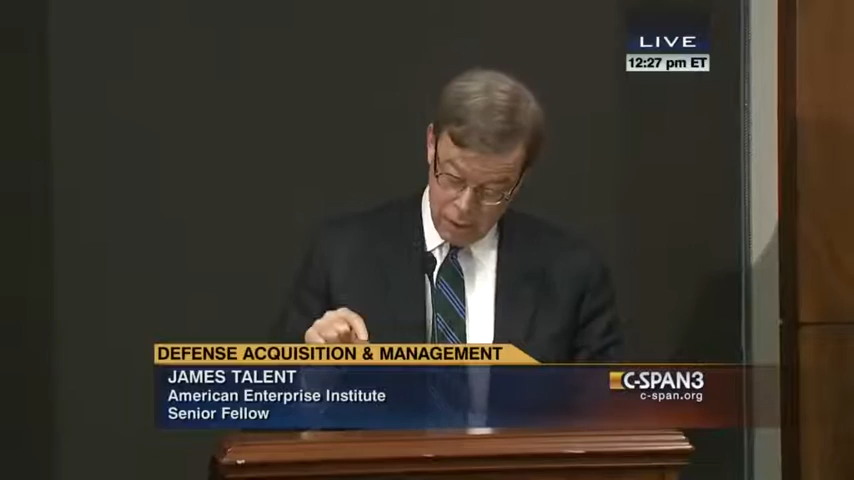 LIVE
12:27 pm ET
DEFENSE ACQUISITION & MANAGEMENT
JAMES TALENT
American Enterprise Institute
Senior Fellow
C-SPAN3
c-span.org